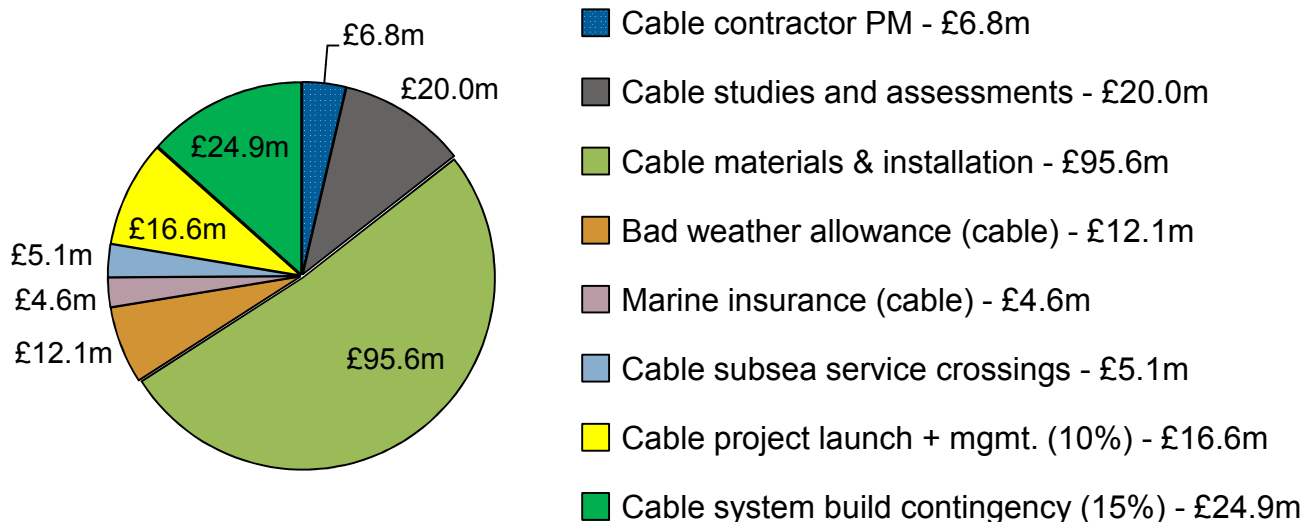 £6.8m
£20.0m
£24.9m
£16.6m
£5.1m
£4.6m
£12.1m
£95.6m
Cable contractor PM - £6.8m
Cable studies and assessments - £20.0m
Cable materials & installation - £95.6m
Bad weather allowance (cable) - £12.1m
Marine insurance (cable) - £4.6m
Cable subsea service crossings - £5.1m
Cable project launch + mgmt. (10%) - £16.6m
Cable system build contingency (15%) - £24.9m